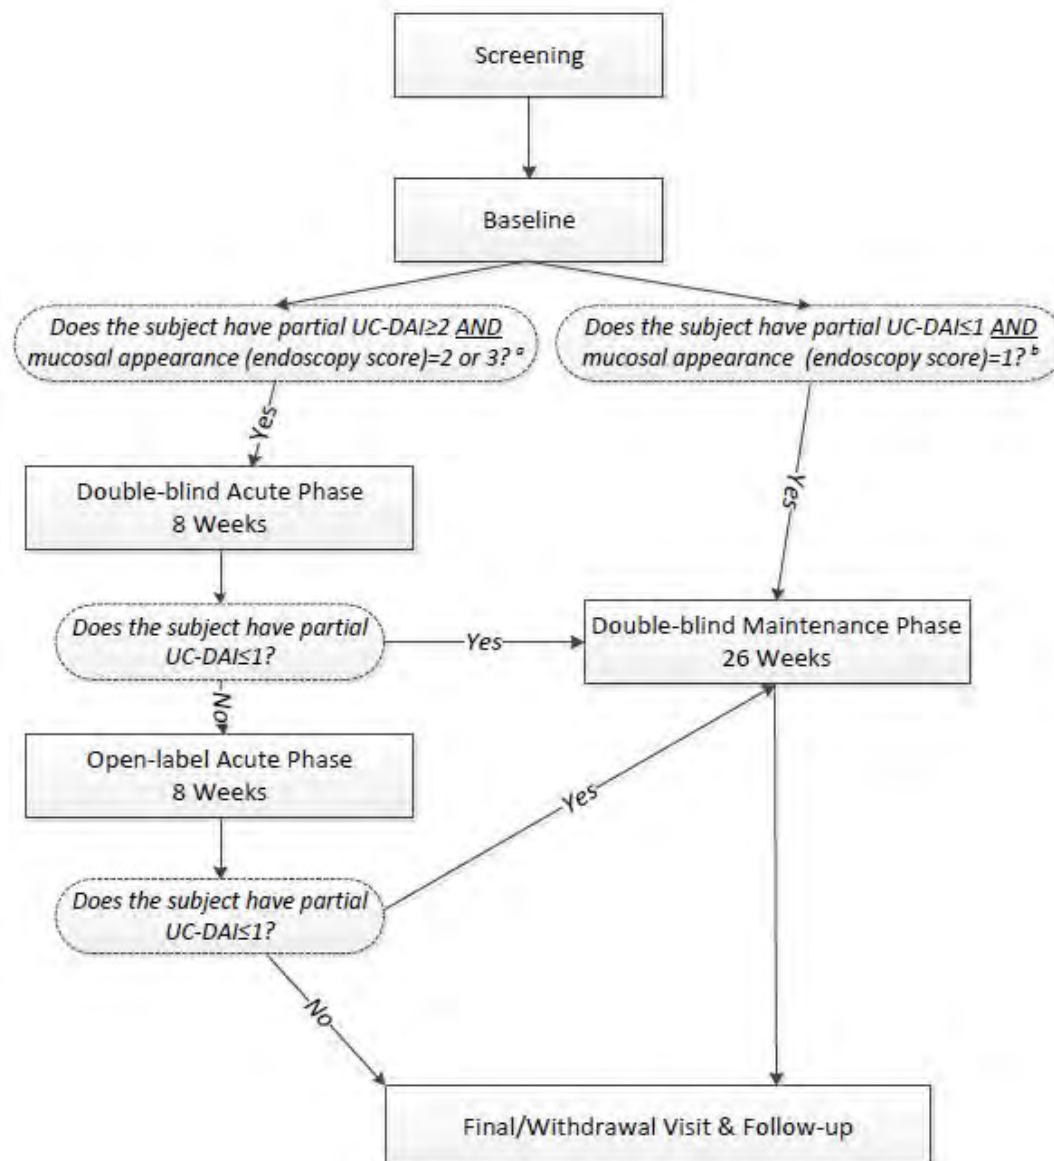 Screening
Baseline
Does the subject have partial UC-DAI≥2 AND
mucosal appearance (endoscopy score)=2 or 3? a
Does the subject have partial UC-DAI≤1 AND
mucosal appearance (endoscopy score)=1? b
Yes
Yes
Double-blind Acute Phase
8 Weeks
Does the subject have partial
UC-DAI≤1?
Yes
Double-blind Maintenance Phase
26 Weeks
No
Open-label Acute Phase
8 Weeks
Yes
Does the subject have partial
UC-DAI≤1?
No
Final/Withdrawal Visit & Follow-up